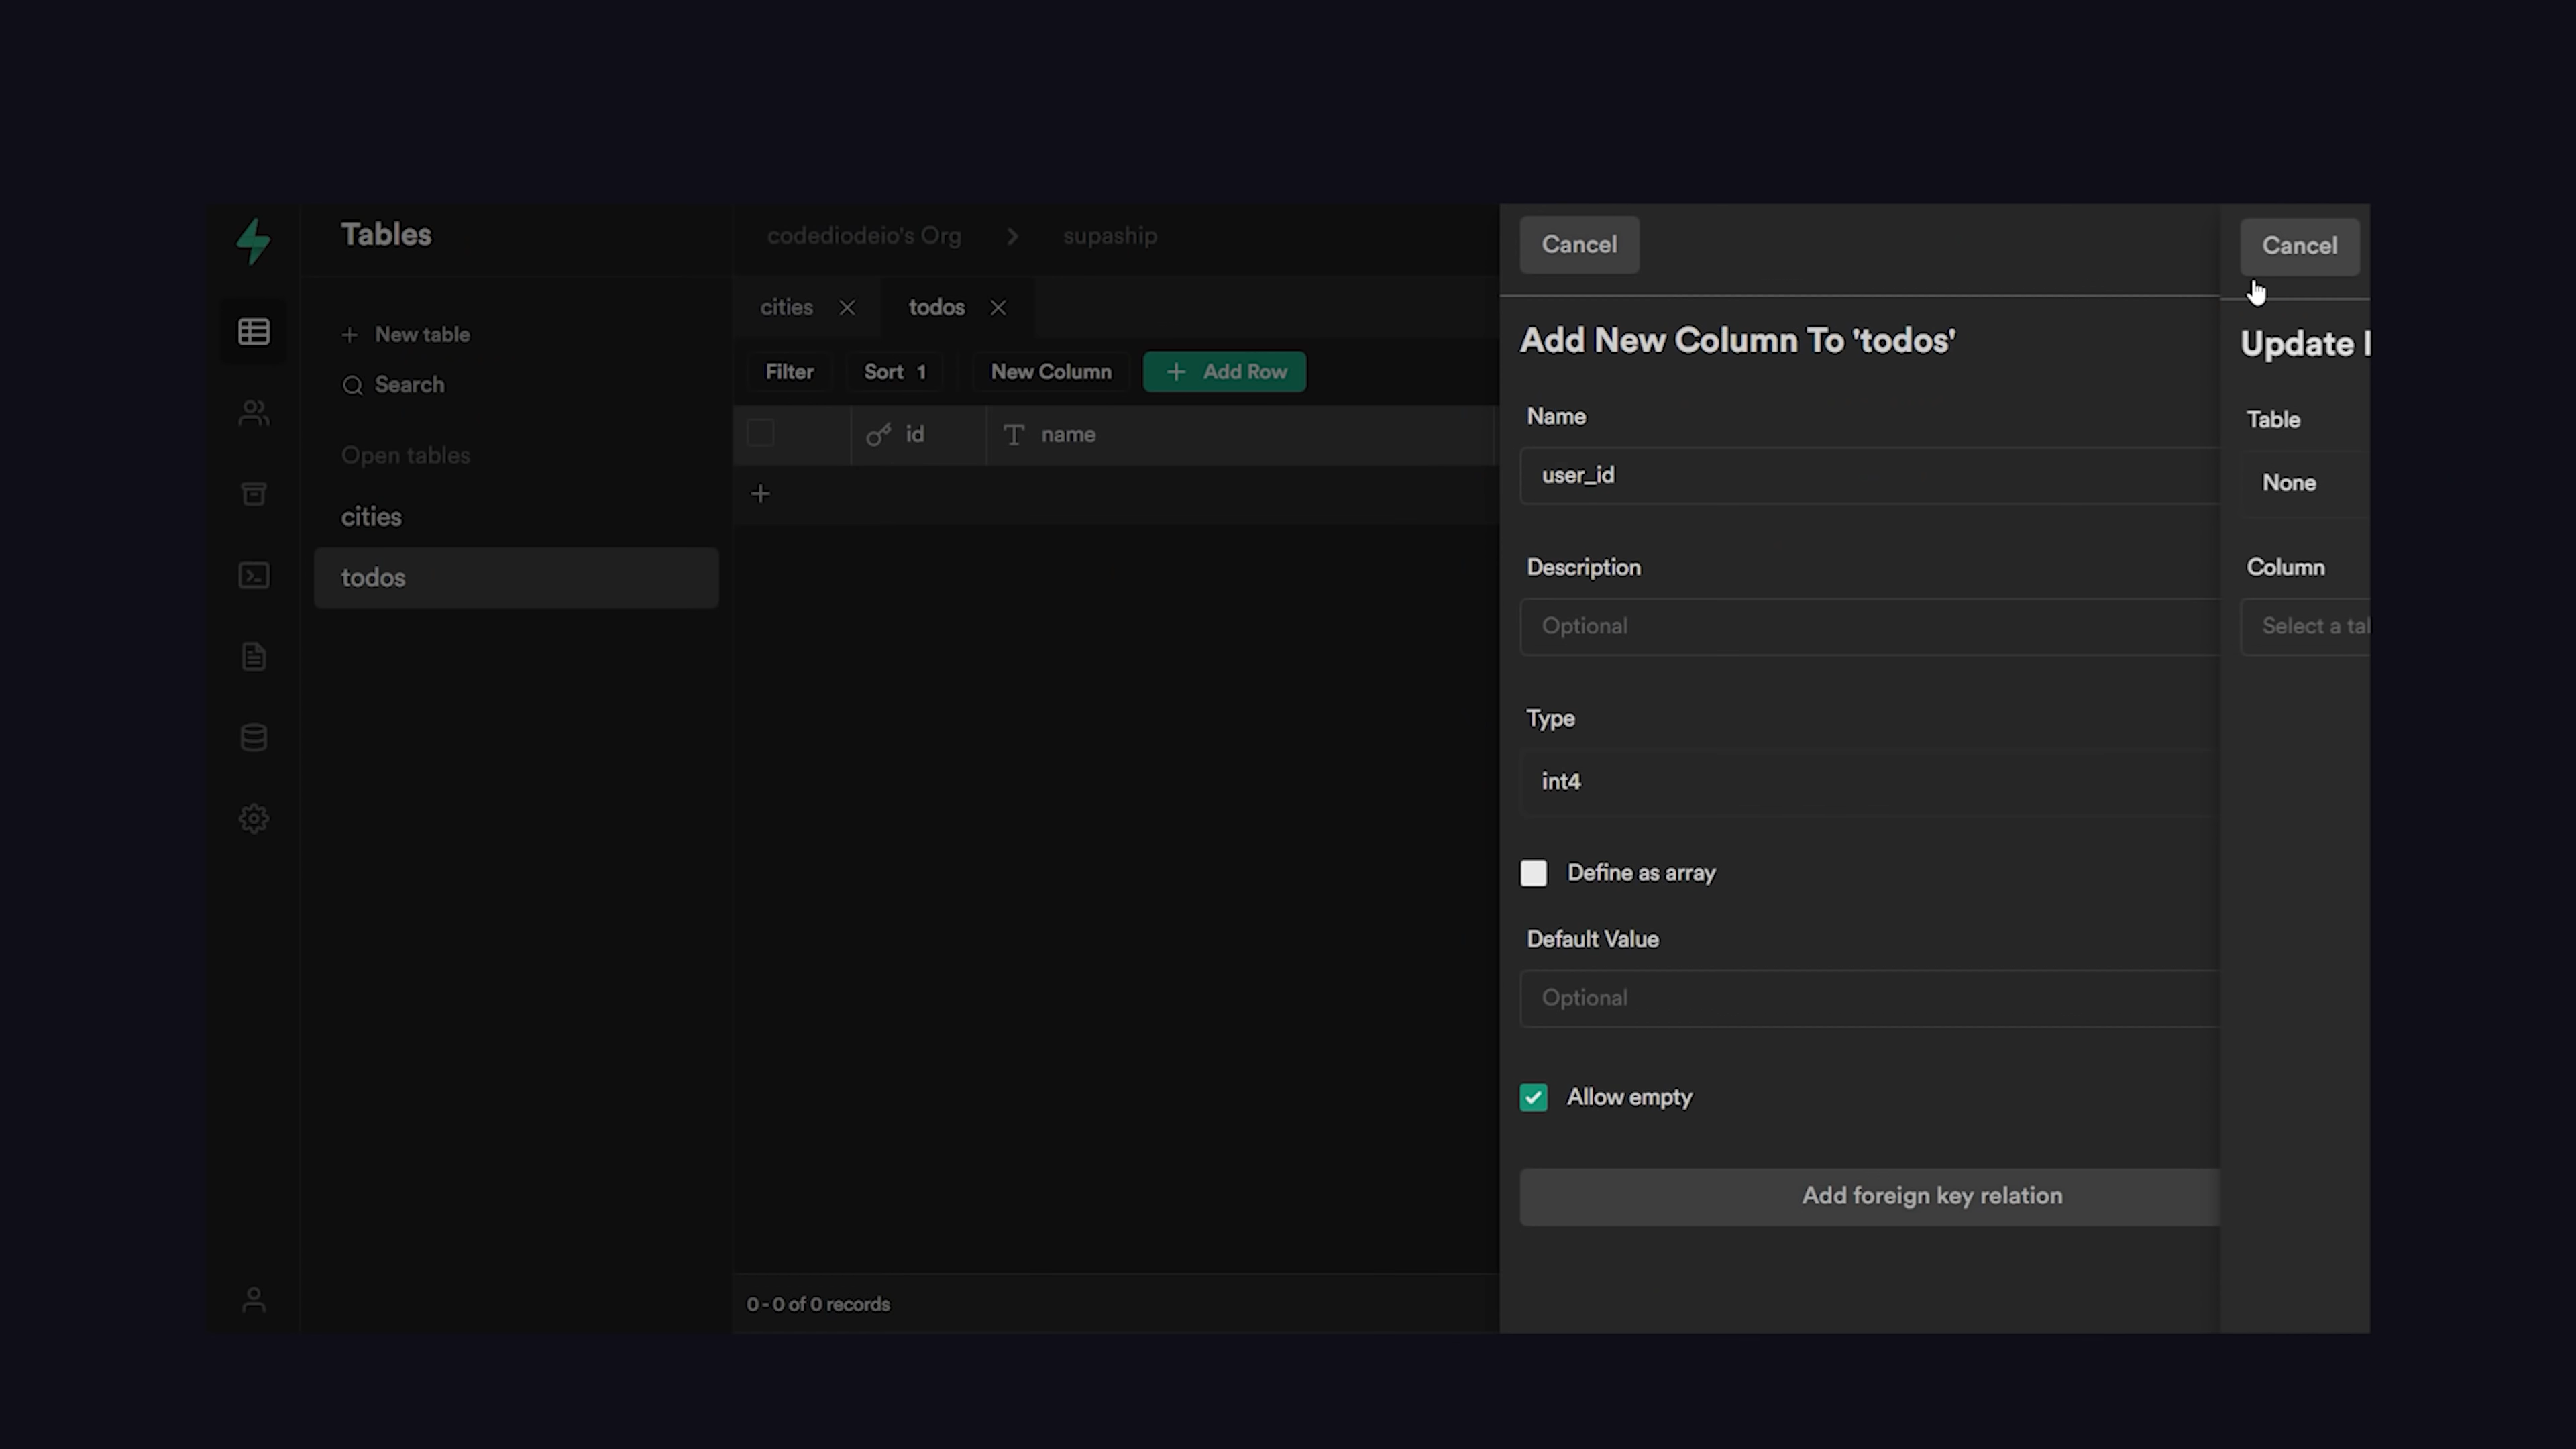 Tables
New table
Search
Open tables
cities
todos
codediodeio's Org > supaship
cities
todos
Filter
Sort 1
New Column
+ Add Row
id
name
0 - 0 of 0 records
Cancel
Add New Column To 'todos'
Name
user_id
Description
Optional
Type
int4
Define as array
Default Value
Optional
Allow empty
Add foreign key relation
Cancel
Update
Table
None
Column
Select a